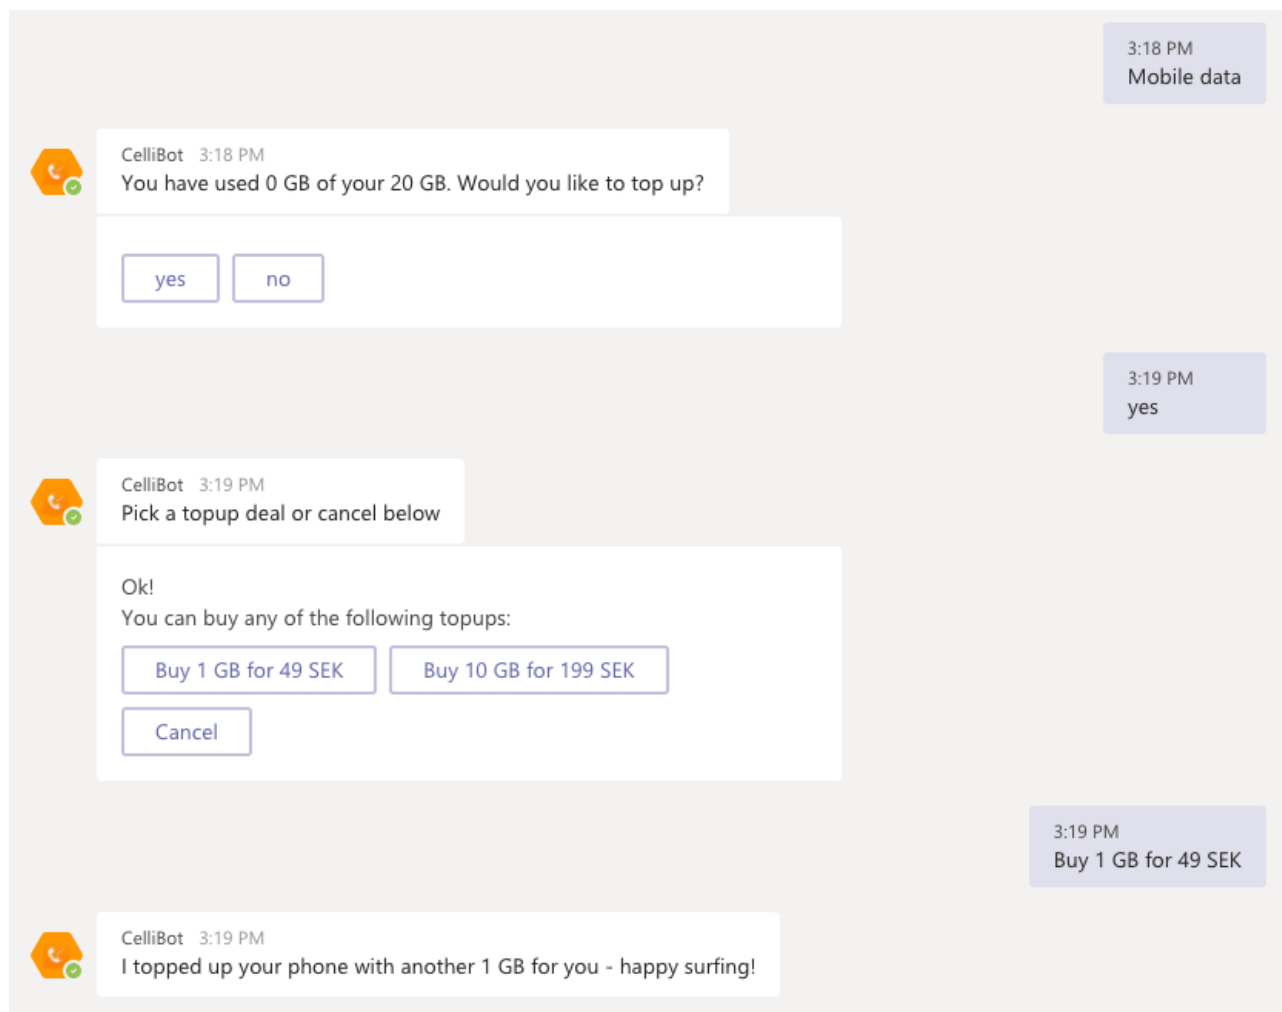 3:18 PM
Mobile data
CelliBot 3:18 PM
You have used 0 GB of your 20 GB. Would you like to top up?
yes no
3:19 PM
yes
CelliBot 3:19 PM
Pick a topup deal or cancel below
Ok!
You can buy any of the following topups:
Buy 1 GB for 49 SEK Buy 10 GB for 199 SEK
Cancel
3:19 PM
Buy 1 GB for 49 SEK
CelliBot 3:19 PM
I topped up your phone with another 1 GB for you - happy surfing!